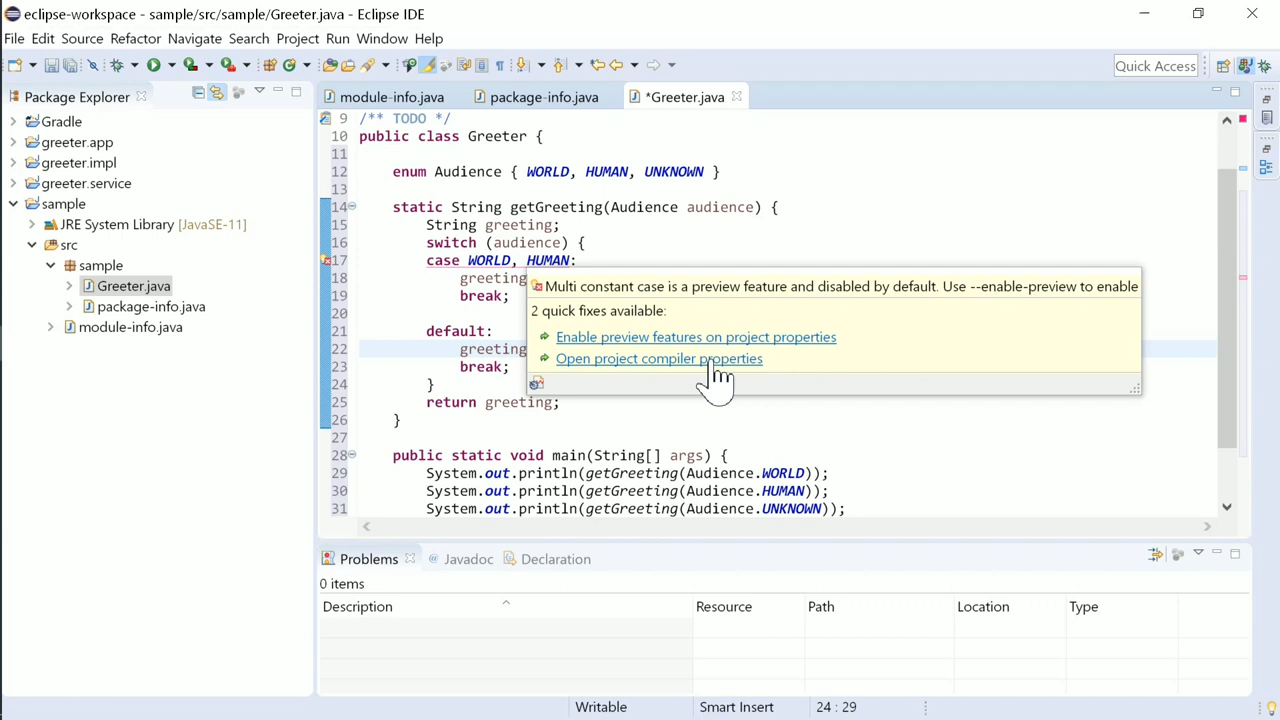 eclipse-workspace - sample/src/sample/Greeter.java - Eclipse IDE
File Edit Source Refactor Navigate Search Project Run Window Help
Quick Access
Package Explorer
module-info.java
package-info.java
*Greeter.java
Gradle
greeter.app
greeter.impl
greeter.service
sample
JRE System Library [JavaSE-11]
src
sample
Greeter.java
package-info.java
module-info.java
9 /** TODO */
10 public class Greeter {
11
12 enum Audience { WORLD, HUMAN, UNKNOWN }
13
14 static String getGreeting(Audience audience) {
15 String greeting;
16 switch (audience) {
17 case WORLD, HUMAN:
18 greeting
19 break;
20
21 default:
22 greeting
23 break;
24 }
25 return greeting;
26 }
27
28 public static void main(String[] args) {
29 System.out.println(getGreeting(Audience.WORLD));
30 System.out.println(getGreeting(Audience.HUMAN));
31 System.out.println(getGreeting(Audience.UNKNOWN));
Multi constant case is a preview feature and disabled by default. Use --enable-preview to enable
2 quick fixes available:
Enable preview features on project properties
Open project compiler properties
Problems @ Javadoc Declaration
0 items
Description Resource Path Location Type
Writable Smart Insert 24 : 29